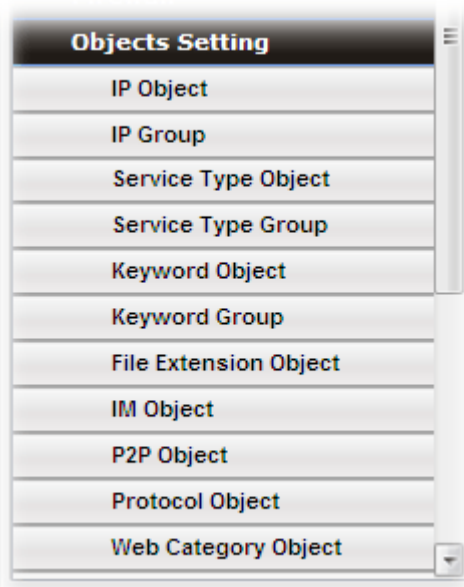 Objects Setting
IP Object
IP Group
Service Type Object
Service Type Group
Keyword Object
Keyword Group
File Extension Object
IM Object
P2P Object
Protocol Object
Web Category Object